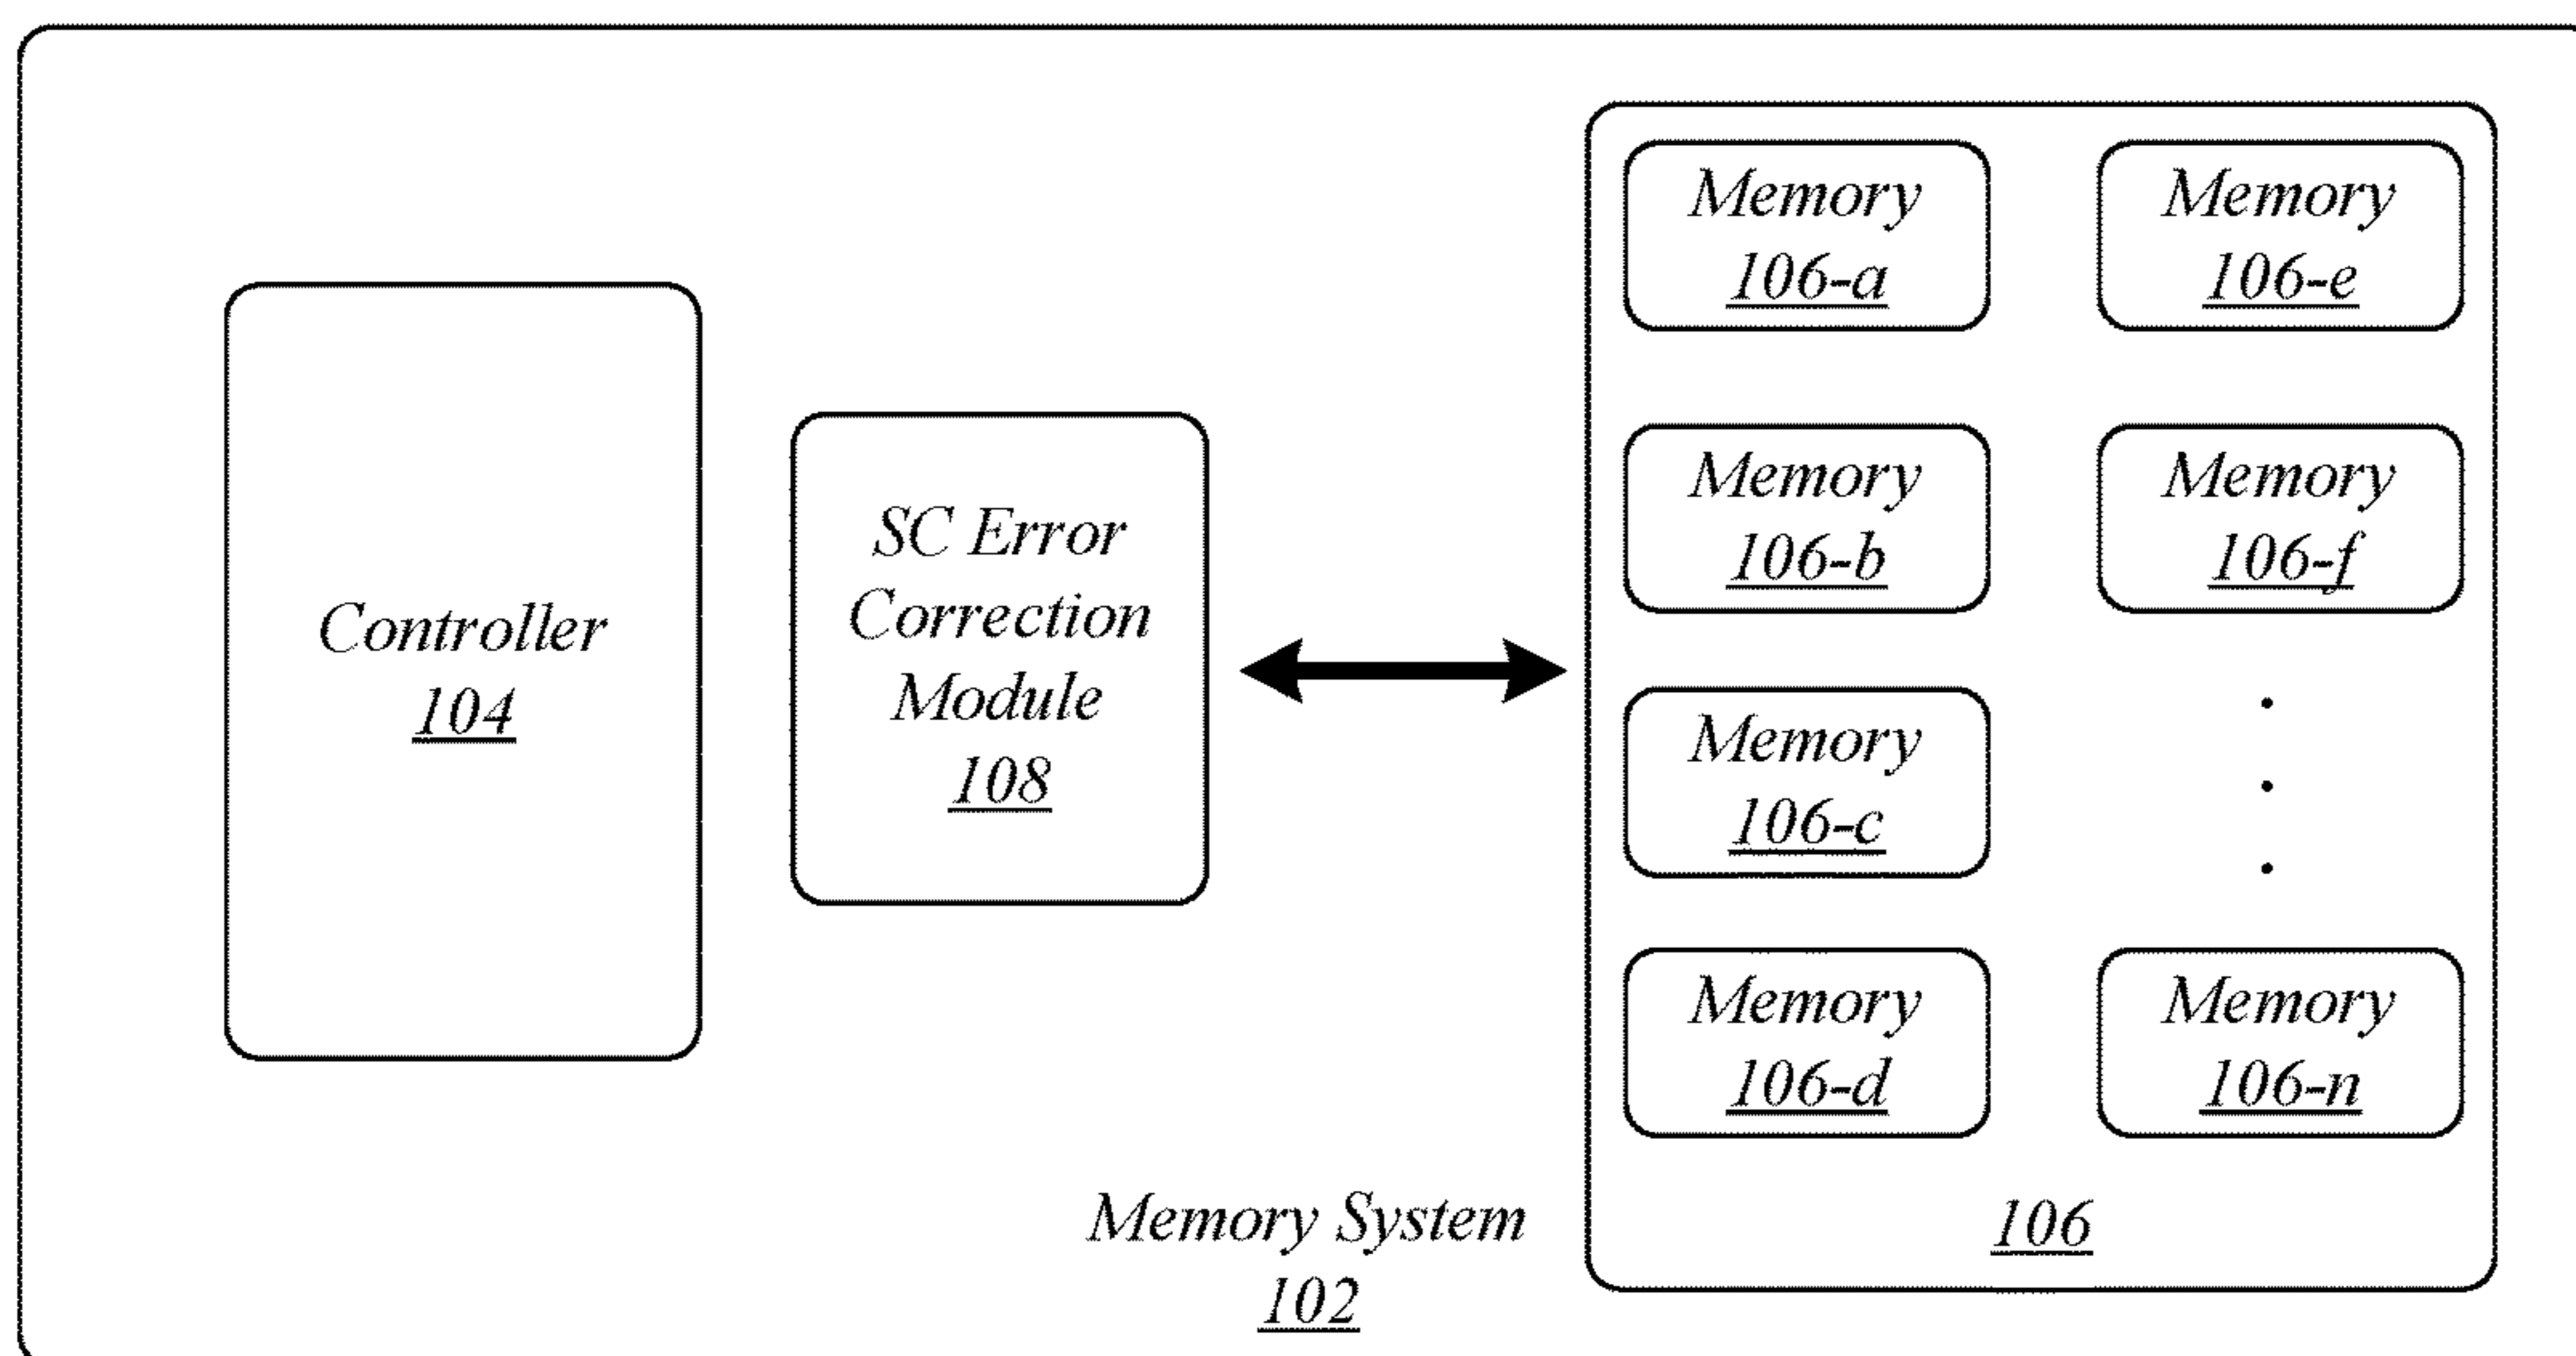 Controller
104
SC Error
Correction
Module
108
Memory
106-a
Memory
106-e
Memory
106-b
Memory
106-f
Memory
106-c
Memory
106-d
Memory
106-n
106
Memory System
102